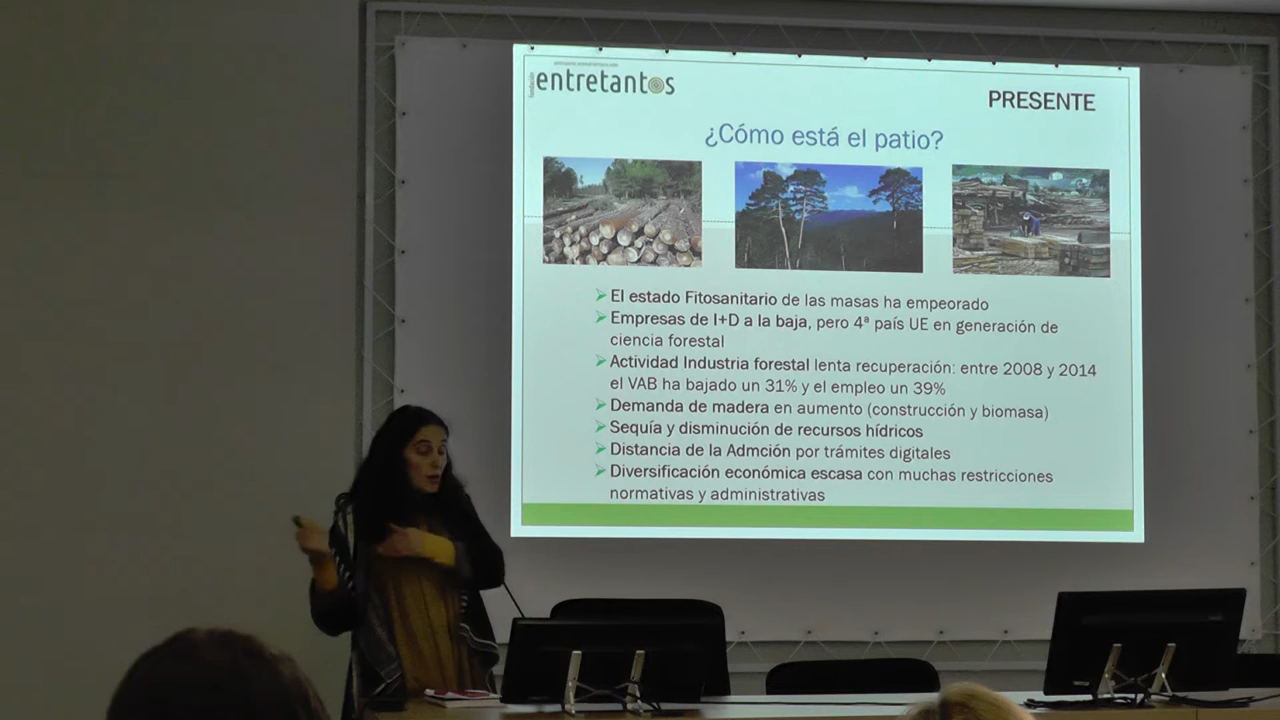 fundación
entretantos
PRESENTE
¿Cómo está el patio?
El estado Fitosanitario de las masas ha empeorado
Empresas de I+D a la baja, pero 4ª país UE en generación de
ciencia forestal
Actividad Industria forestal lenta recuperación: entre 2008 y 2014
el VAB ha bajado un 31% y el empleo un 39%
Demanda de madera en aumento (construcción y biomasa)
Sequía y disminución de recursos hídricos
Distancia de la Admción por trámites digitales
Diversificación económica escasa con muchas restricciones
normativas y administrativas